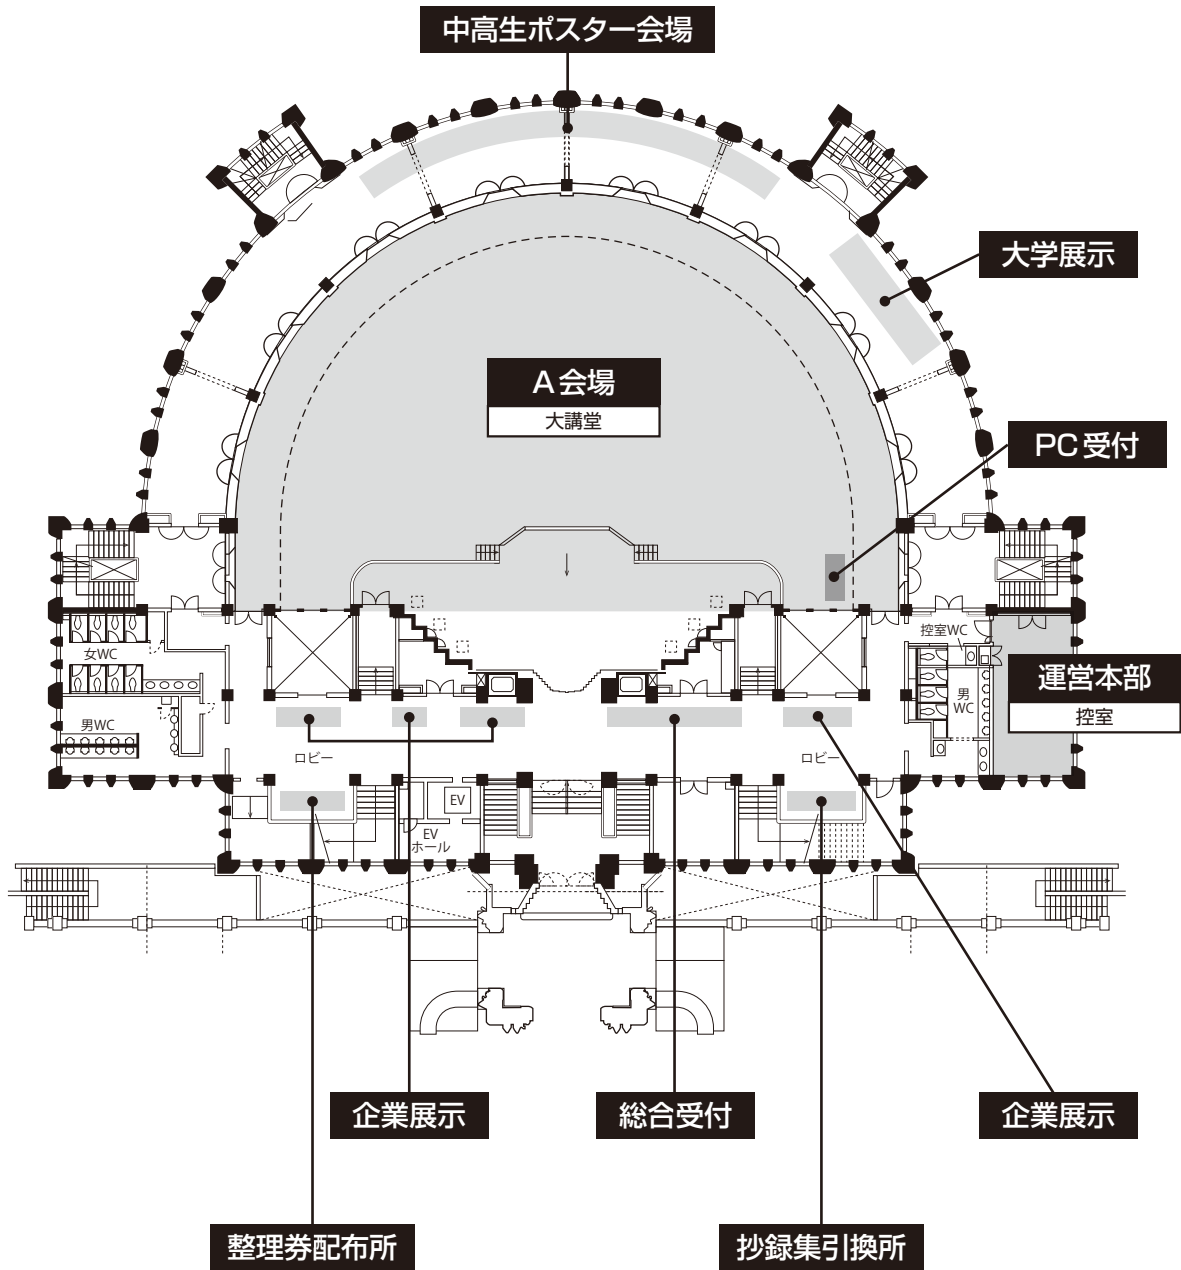 中高生ポスター会場
大学展示
A会場
大講堂
PC受付
控室WC
女WC
運営本部
控室
男
WC
男WC
ロビー
ロビー
EV
EV
ホール
企業展示
総合受付
企業展示
整理券配布所
抄録集引換所